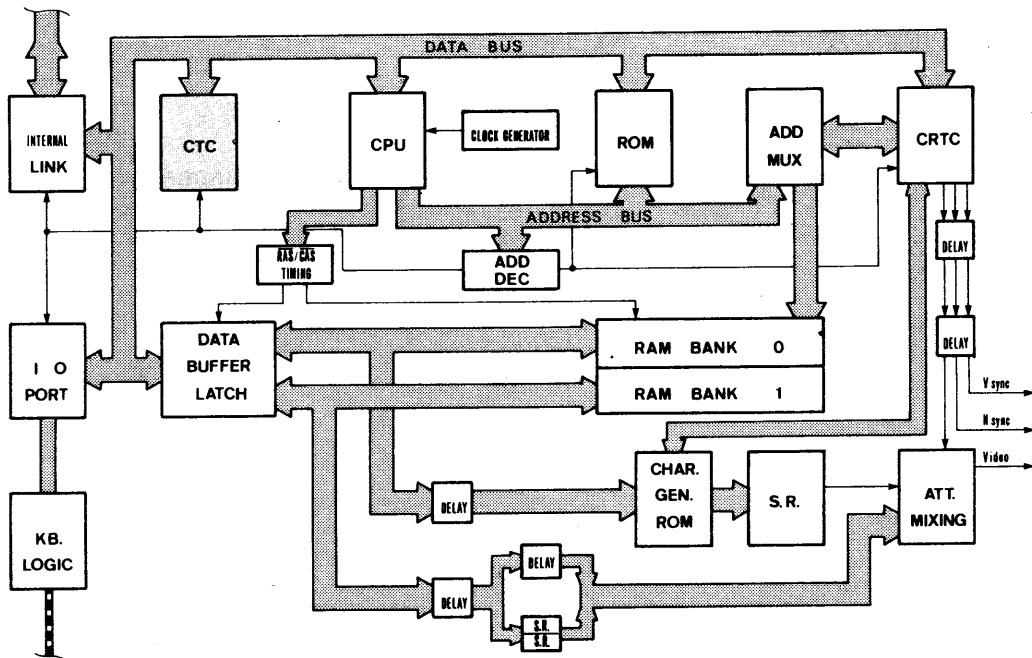 DATA BUS
INTERNAL
LINK
CTC
CPU
CLOCK GENERATOR
ROM
ADD
MUX
CRTC
ADDRESS BUS
RAS/CAS
TIMING
ADD
DEC
DELAY
I O
PORT
DATA
BUFFER
LATCH
RAM BANK 0
RAM BANK 1
DELAY
V sync
H sync
Video
KB.
LOGIC
DELAY
CHAR.
GEN.
ROM
S.R.
ATT.
MIXING
DELAY
DELAY
S.R.
S.R.